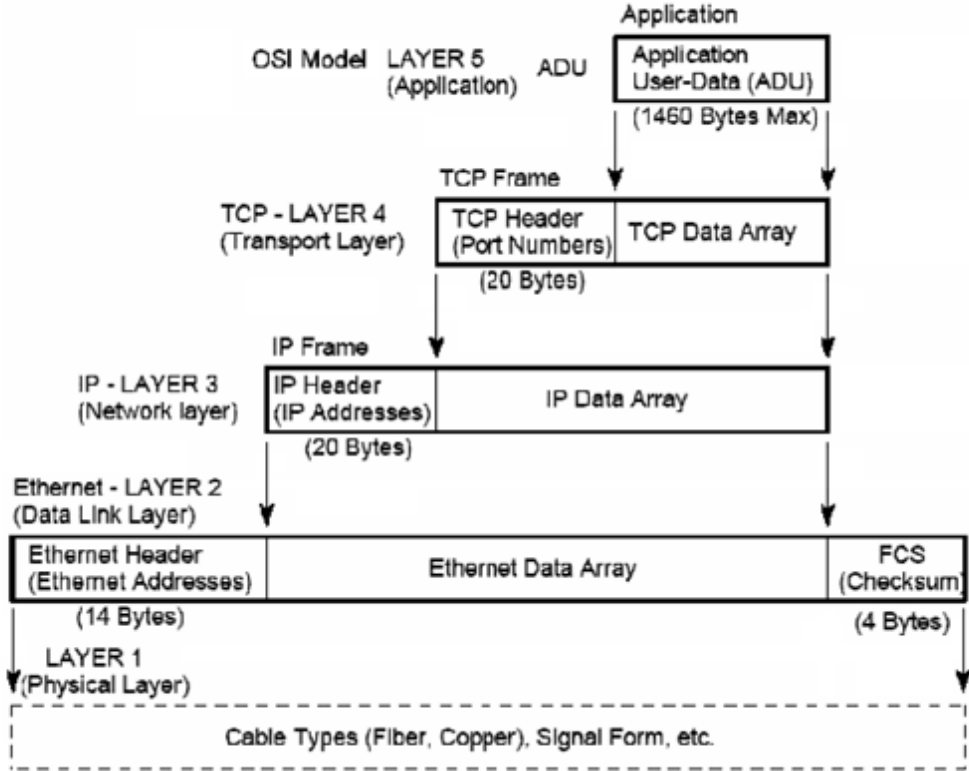 Application
OSI Model LAYER 5 ADU
(Application)
Application
User-Data (ADU)
(1460 Bytes Max)
TCP Frame
TCP - LAYER 4
(Transport Layer)
TCP Header
(Port Numbers)
TCP Data Array
(20 Bytes)
IP Frame
IP - LAYER 3
(Network layer)
IP Header
(IP Addresses)
IP Data Array
(20 Bytes)
Ethernet - LAYER 2
(Data Link Layer)
Ethernet Header
(Ethernet Addresses)
Ethernet Data Array
FCS
(Checksum)
(14 Bytes)
(4 Bytes)
LAYER 1
(Physical Layer)
Cable Types (Fiber, Copper), Signal Form, etc.